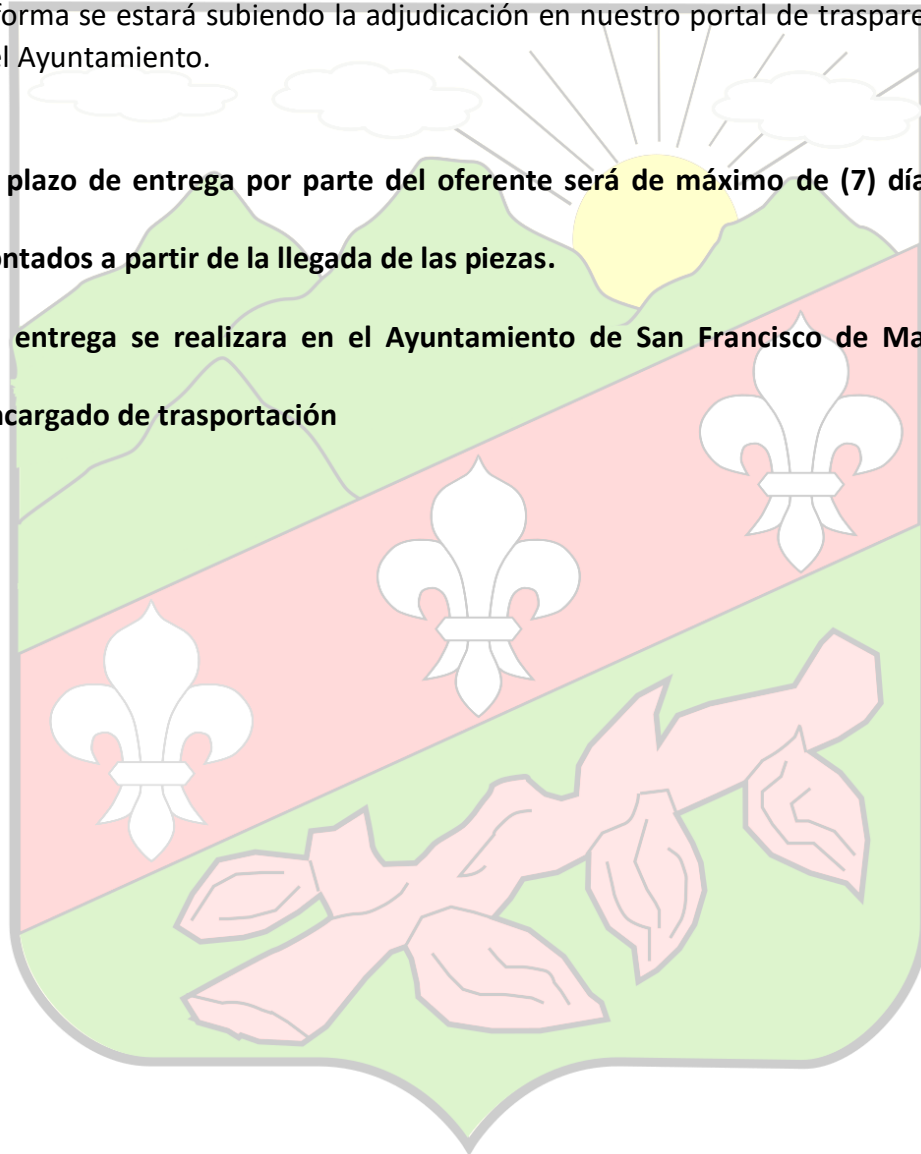 forma se estará subiendo la adjudicación en nuestro portal de traspare
el Ayuntamiento.
plazo de entrega por parte del oferente será de máximo de (7) día
ontados a partir de la llegada de las piezas.
entrega se realizara en el Ayuntamiento de San Francisco de Ma
ncargado de trasportación